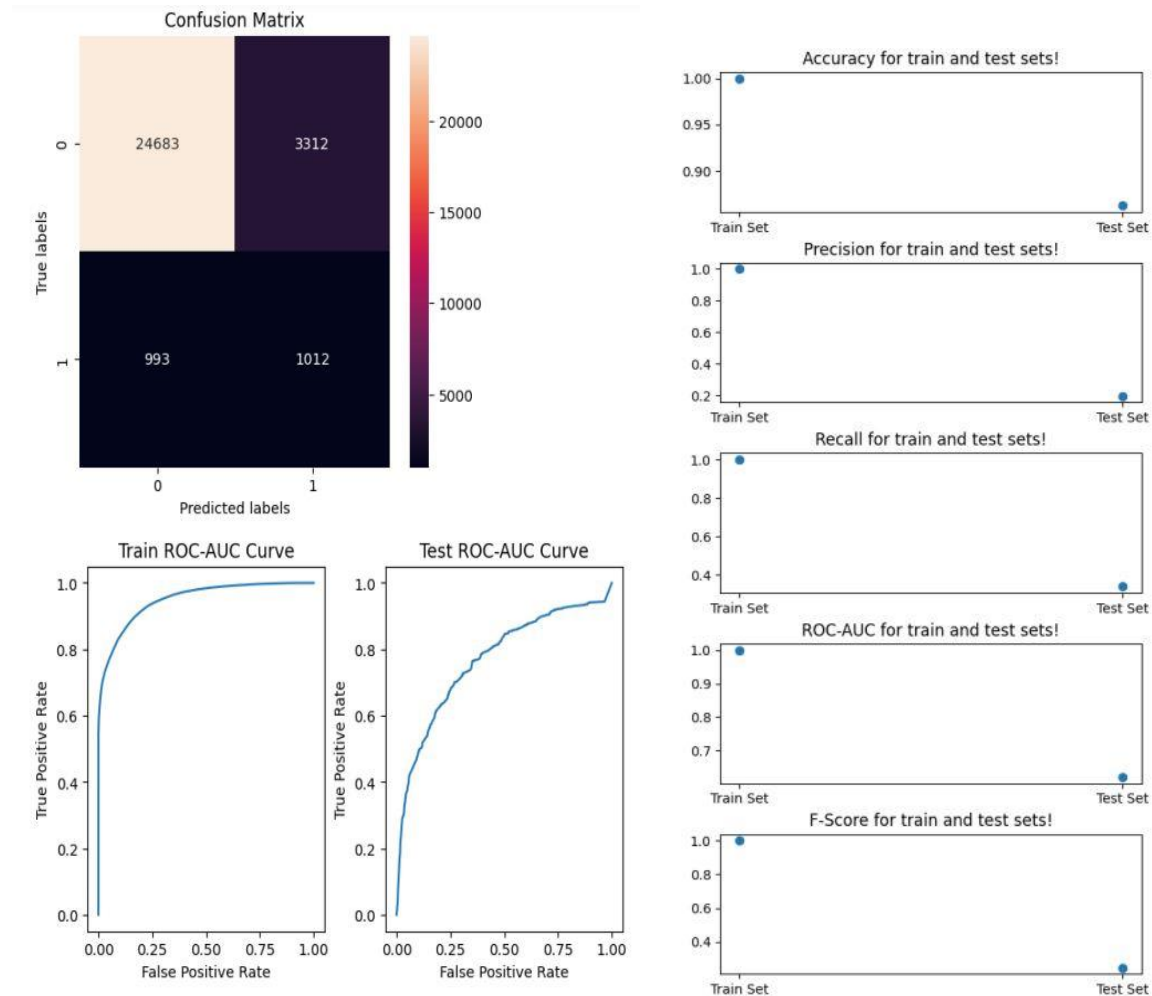 Confusion Matrix
0
1
True labels
24683
3312
993
1012
0
1
Predicted labels
20000
15000
10000
5000
Train ROC-AUC Curve
True Positive Rate
1.0
0.8
0.6
0.4
0.2
0.0
0.00 0.25 0.50 0.75 1.00
False Positive Rate
Test ROC-AUC Curve
True Positive Rate
1.0
0.8
0.6
0.4
0.2
0.0
0.00 0.25 0.50 0.75 1.00
False Positive Rate
Accuracy for train and test sets!
1.00
0.95
0.90
Train Set
Test Set
Precision for train and test sets!
1.0
0.8
0.6
0.4
0.2
Train Set
Test Set
Recall for train and test sets!
1.0
0.8
0.6
0.4
Train Set
Test Set
ROC-AUC for train and test sets!
1.0
0.9
0.8
0.7
Train Set
Test Set
F-Score for train and test sets!
1.0
0.8
0.6
0.4
Train Set
Test Set